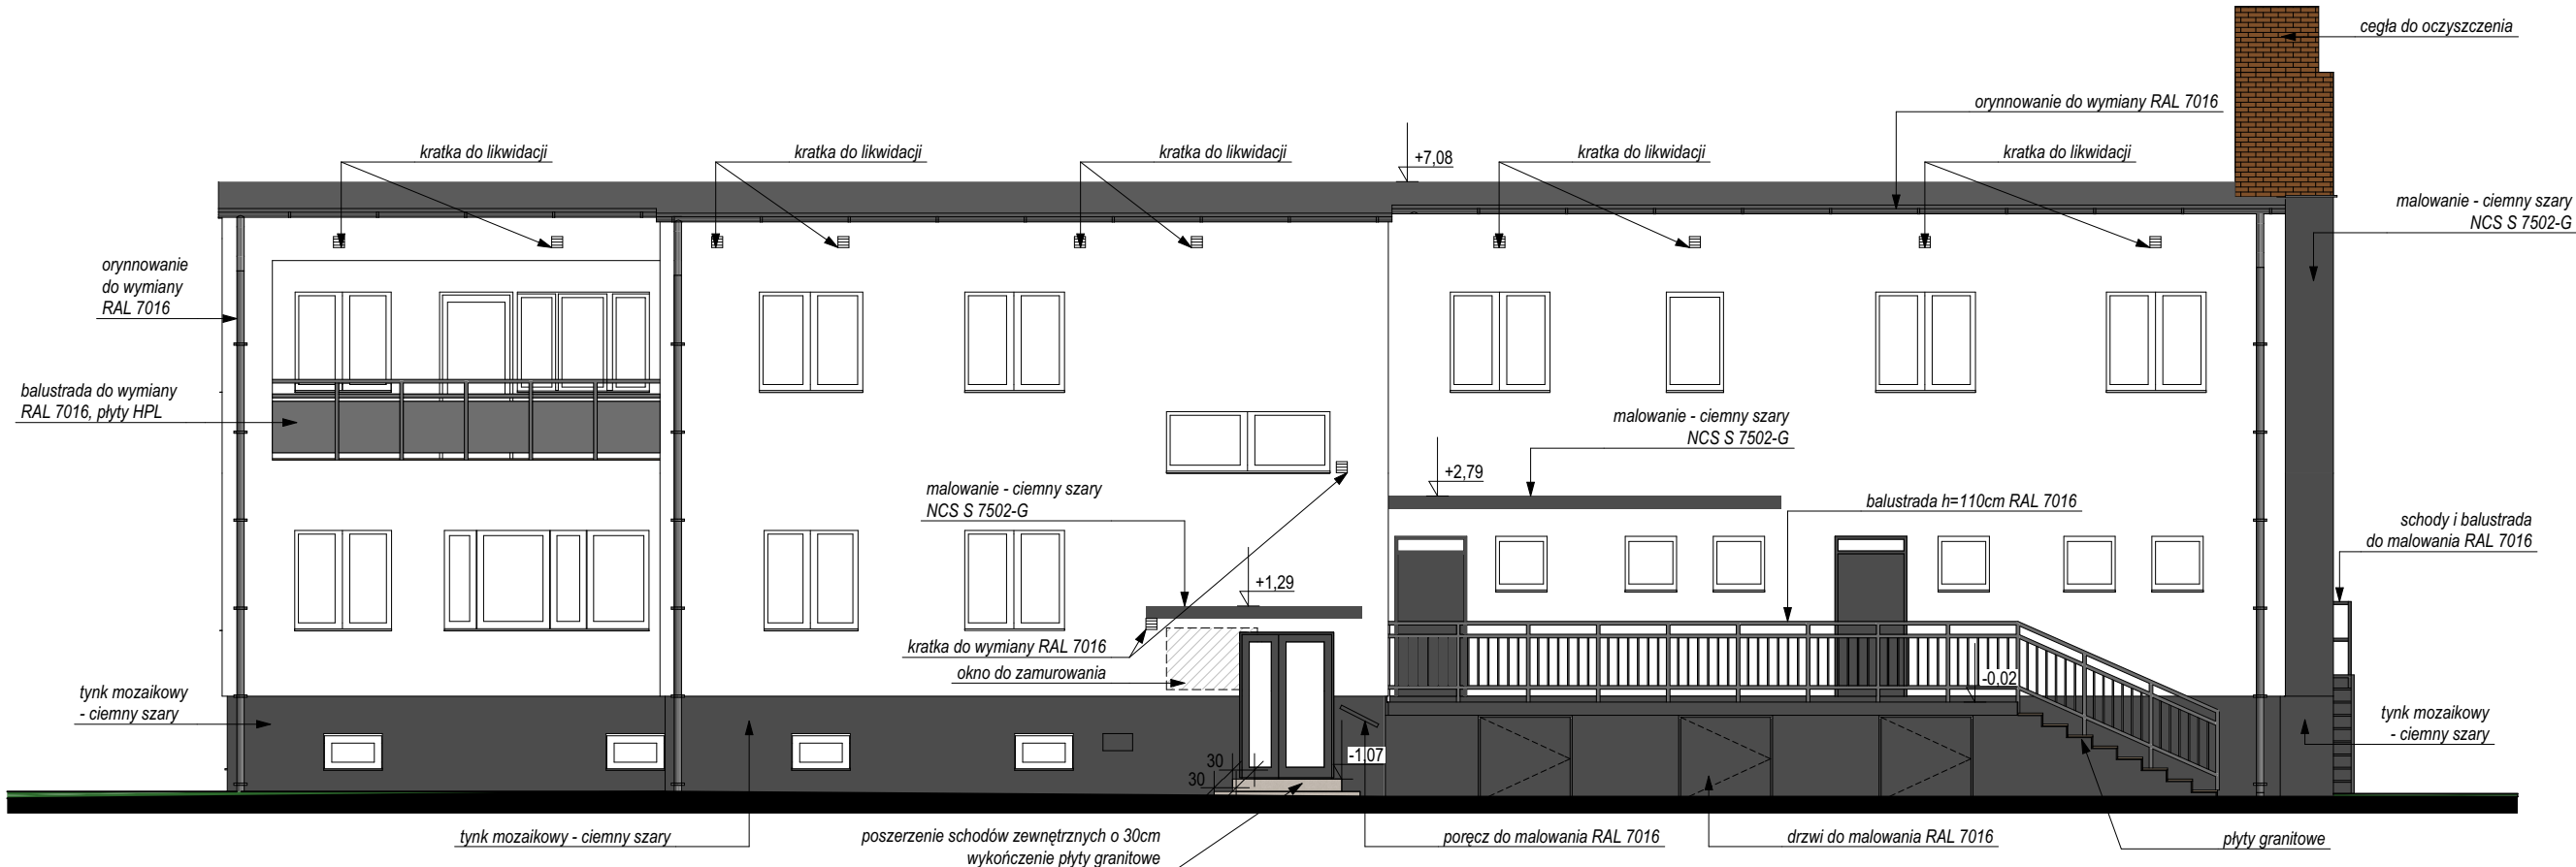 cegła do oczyszczenia
orynnowanie do wymiany RAL 7016
kratka do likwidacji
kratka do likwidacji
kratka do likwidacji
+7,08
kratka do likwidacji
kratka do likwidacji
malowanie - ciemny szary
NCS S 7502-G
orynnowanie
do wymiany
RAL 7016
balustrada do wymiany
RAL 7016, płyty HPL
malowanie - ciemny szary
NCS S 7502-G
+2,79
malowanie - ciemny szary
NCS S 7502-G
balustrada h=110cm RAL 7016
schody i balustrada
do malowania RAL 7016
+1,29
kratka do wymiany RAL 7016
okno do zamurowania
-0,02
tynk mozaikowy
- ciemny szary
tynk mozaikowy
- ciemny szary
-1,07
30
30
tynk mozaikowy - ciemny szary
poszerzenie schodów zewnętrznych o 30cm
wykończenie płyty granitowe
poręcz do malowania RAL 7016
drzwi do malowania RAL 7016
płyty granitowe